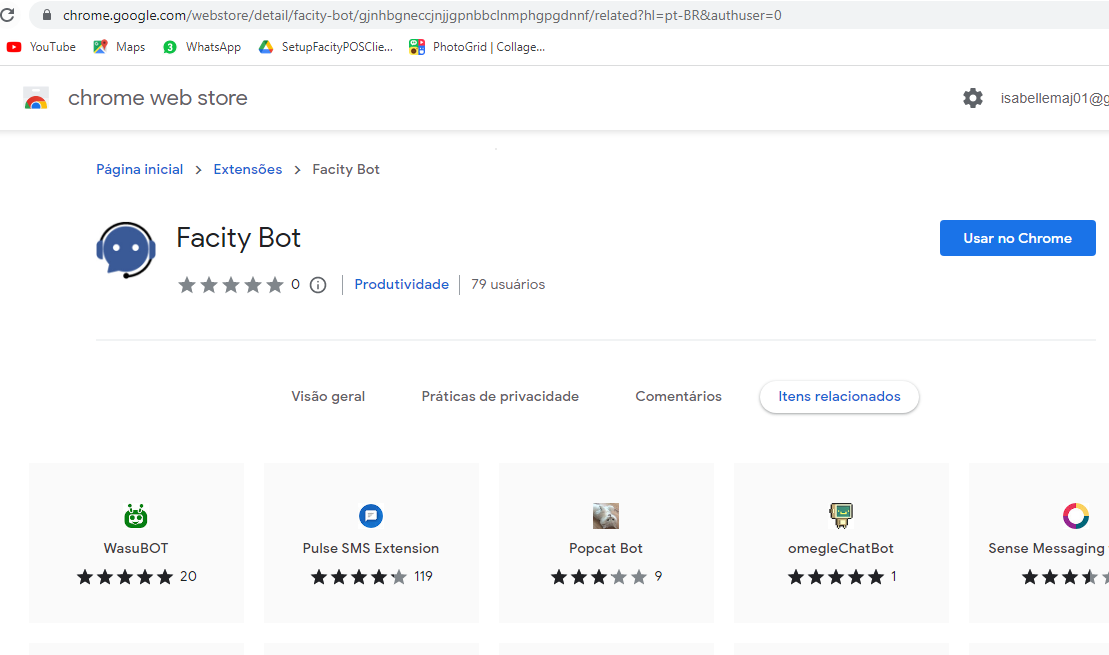 chrome.google.com/webstore/detail/facity-bot/gjnhbgneccjnjjgpnbbclnmphgpgdnnf/related?hl=pt-BR&authuser=0
YouTube Maps 3 WhatsApp SetupFacityPOSClie... PhotoGrid | Collage...
chrome web store isabellemaj01@g
Página inicial > Extensões > Facity Bot
Facity Bot
Usar no Chrome
0 Produtividade 79 usuários
Visão geral Práticas de privacidade Comentários Itens relacionados
WasuBOT Pulse SMS Extension Popcat Bot omegleChatBot Sense Messaging
20 119 9 1